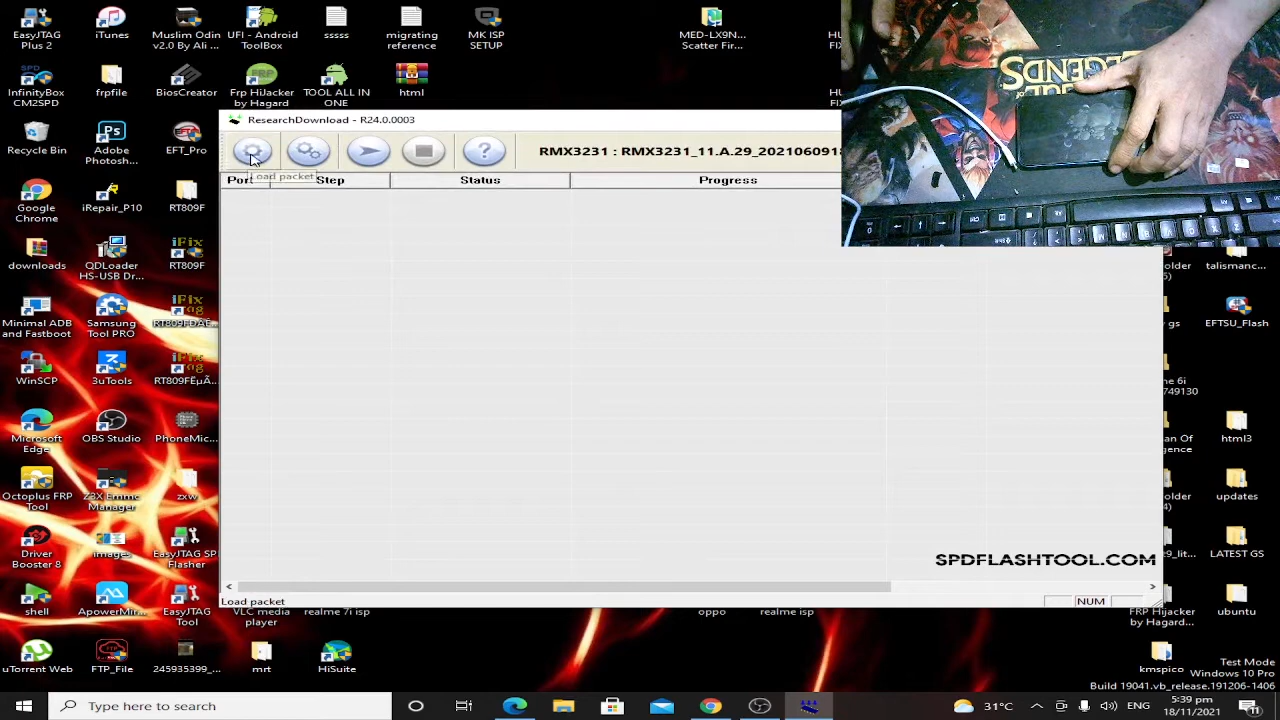 EasyJTAG
Plus 2
iTunes
Muslim Odin
v2.0 By Ali ...
UFI - Android
ToolBox
sssss
migrating
reference
MK ISP
SETUP
MED-LX9N...
Scatter Fir...
InfinityBox
CM2SPD
frpfile
BiosCreator
Frp HiJacker
by Hagard
TOOL ALL IN
ONE
html
ResearchDownload - R24.0.0003
RMX3231 : RMX3231_11.A.29_2021060918
Load packet
Port
Step
Status
Progress
Recycle Bin
Adobe
Photosh...
EFT_Pro
Google
Chrome
iRepair_P10
RT809F
downloads
QDLoader
HS-USB Dr...
RT809F
Minimal ADB
and Fastboot
Samsung
Tool PRO
WinSCP
3uTools
Microsoft
Edge
OBS Studio
PhoneMic...
Octoplus FRP
Tool
Z3X Emmc
Manager
zxw
Driver
Booster 8
images
EasyJTAG SP
Flasher
shell
ApowerMir...
EasyJTAG
Tool
VLC media
player
realme 7i isp
oppo
realme isp
uTorrent Web
FTP_File
245935399_...
mrt
HiSuite
SPDFLASHTOOL.COM
Load packet
NUM
LEGENDS
talismanc...
EFTSU_Flash
html3
updates
LATEST GS
FRP Hijacker
by Hagard...
ubuntu
kmspico
Test Mode
Windows 10 Pro
Build 19041.vb_release.191206-1406
Type here to search
31°C
5:39 pm
18/11/2021